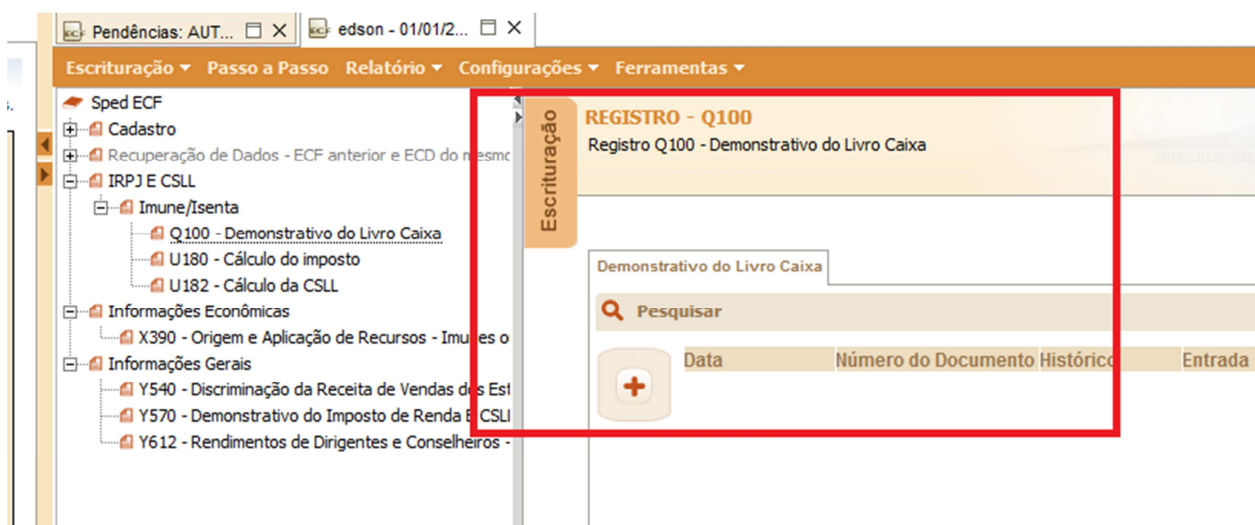 Pendências: AUT...
edson - 01/01/2...
Escrituração Passo a Passo Relatório Configurações Ferramentas
s.
Sped ECF
Cadastro
Recuperação de Dados - ECF anterior e ECD do mesmo
IRPJ E CSLL
Imune/Isenta
Q100 - Demonstrativo do Livro Caixa
U180 - Cálculo do imposto
U182 - Cálculo da CSLL
Informações Econômicas
X390 - Origem e Aplicação de Recursos - Imunes o
Informações Gerais
Y540 - Discriminação da Receita de Vendas dos Est
Y570 - Demonstrativo do Imposto de Renda E CSLL
Y612 - Rendimentos de Dirigentes e Conselheiros -
Escrituração
REGISTRO - Q100
Registro Q100 - Demonstrativo do Livro Caixa
Demonstrativo do Livro Caixa
Pesquisar
Data Número do Documento Histórico Entrada